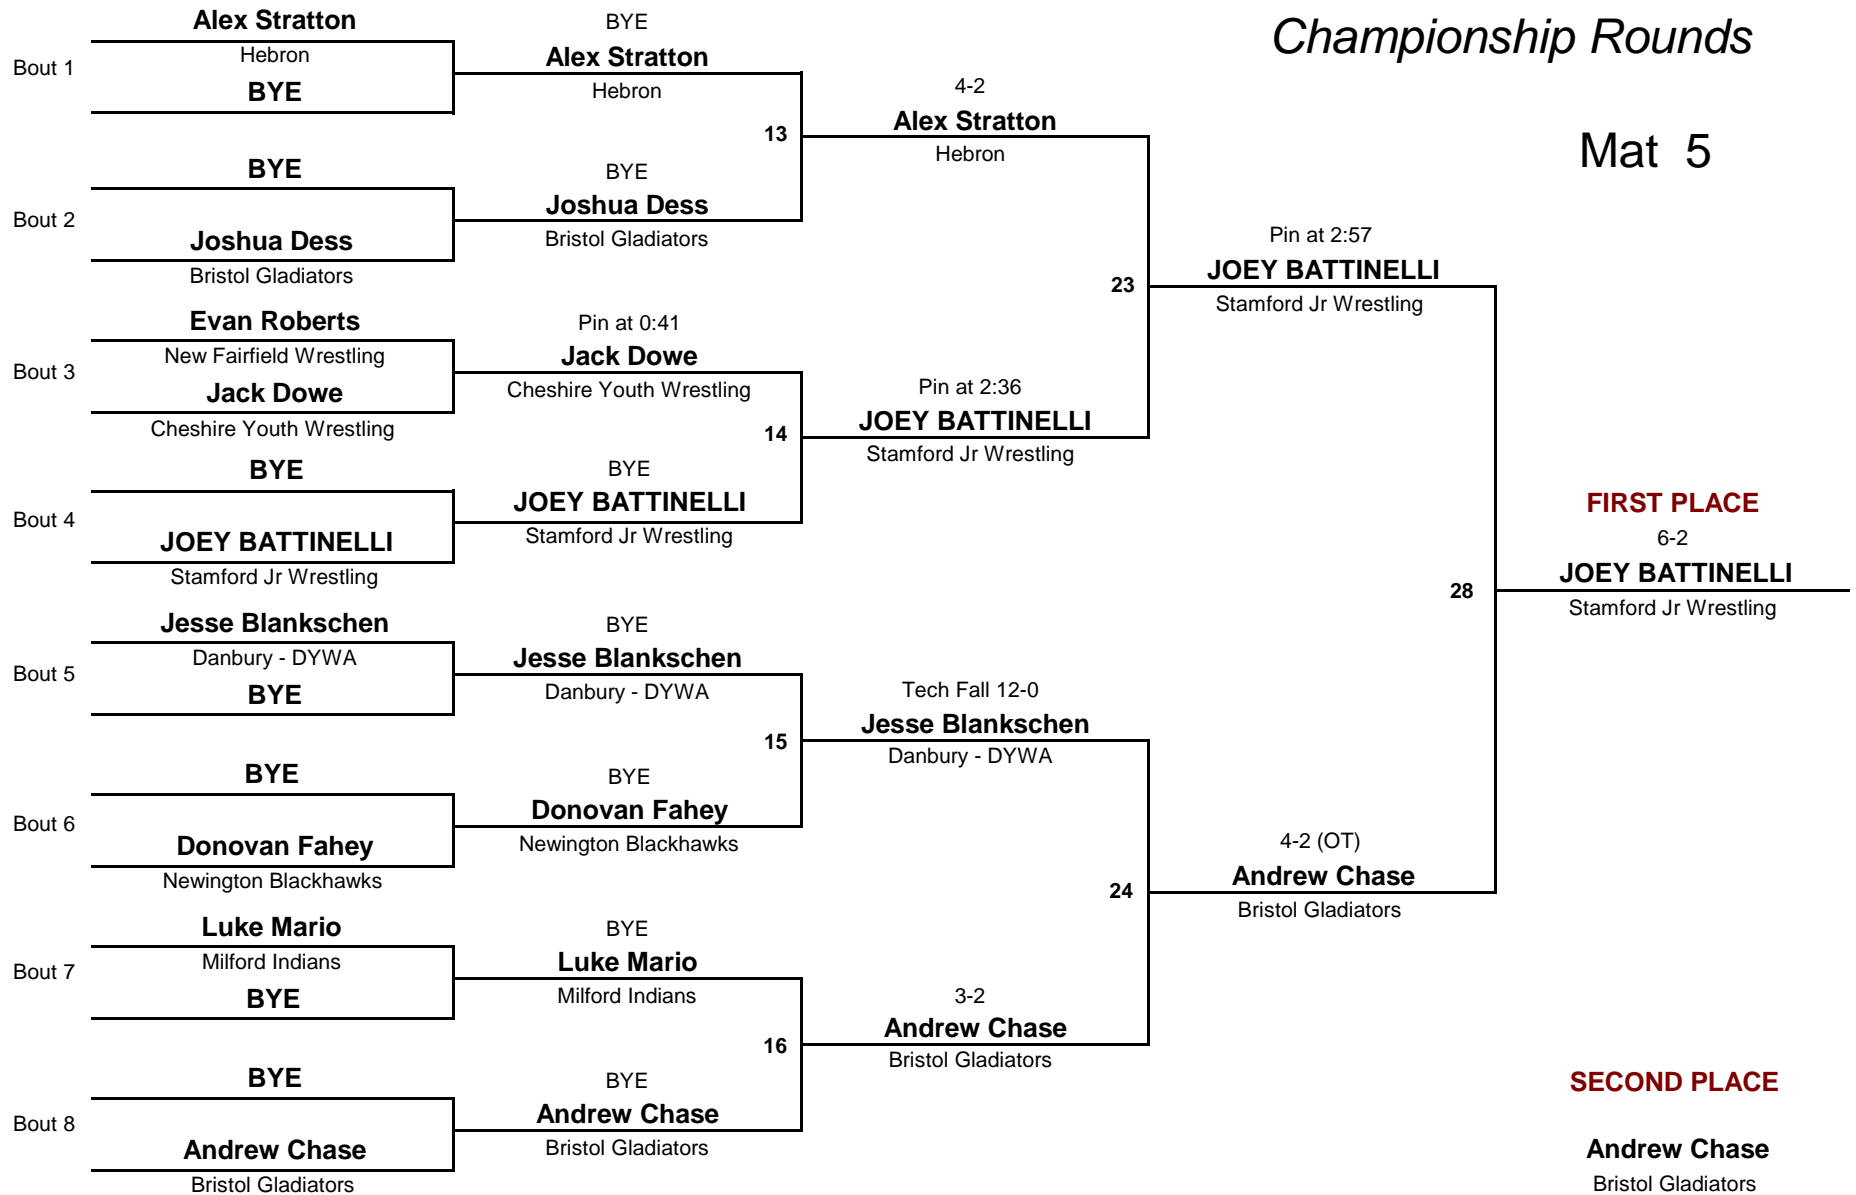 Championship Rounds
Mat 5
Bout 1
Alex Stratton
Hebron
BYE
Bout 2
BYE
Joshua Dess
Bristol Gladiators
Bout 3
Evan Roberts
New Fairfield Wrestling
Jack Dowe
Cheshire Youth Wrestling
Bout 4
BYE
JOEY BATTINELLI
Stamford Jr Wrestling
Bout 5
Jesse Blankschen
Danbury - DYWA
BYE
Bout 6
BYE
Donovan Fahey
Newington Blackhawks
Bout 7
Luke Mario
Milford Indians
BYE
Bout 8
BYE
Andrew Chase
Bristol Gladiators
BYE
Alex Stratton
Hebron
13
BYE
Joshua Dess
Bristol Gladiators
Pin at 0:41
Jack Dowe
Cheshire Youth Wrestling
14
BYE
JOEY BATTINELLI
Stamford Jr Wrestling
BYE
Jesse Blankschen
Danbury - DYWA
15
BYE
Donovan Fahey
Newington Blackhawks
BYE
Luke Mario
Milford Indians
16
BYE
Andrew Chase
Bristol Gladiators
4-2
Alex Stratton
Hebron
23
Pin at 2:36
JOEY BATTINELLI
Stamford Jr Wrestling
Tech Fall 12-0
Jesse Blankschen
Danbury - DYWA
24
3-2
Andrew Chase
Bristol Gladiators
Pin at 2:57
JOEY BATTINELLI
Stamford Jr Wrestling
28
4-2 (OT)
Andrew Chase
Bristol Gladiators
FIRST PLACE
6-2
JOEY BATTINELLI
Stamford Jr Wrestling
SECOND PLACE
Andrew Chase
Bristol Gladiators